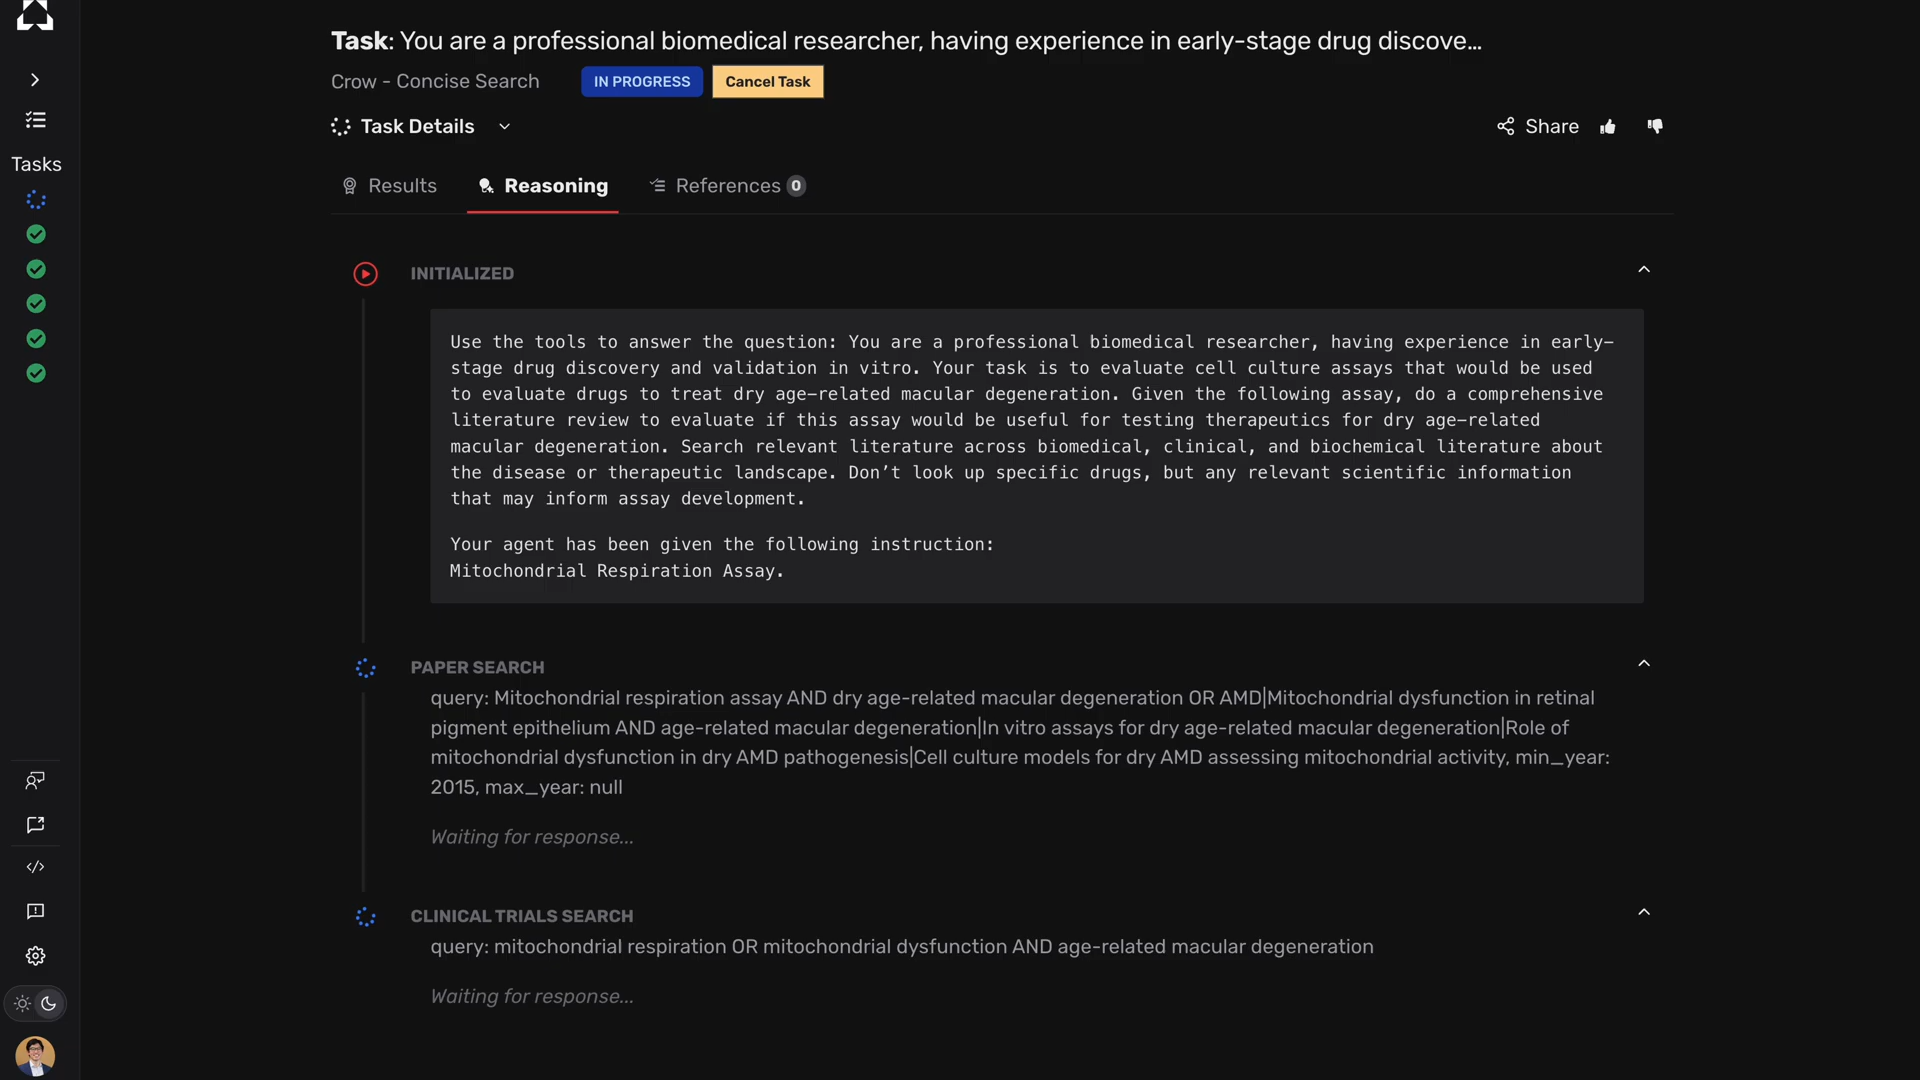 Task: You are a professional biomedical researcher, having experience in early-stage drug discove...
Crow - Concise Search
IN PROGRESS
Cancel Task
Task Details
Share
Tasks
Results
Reasoning
References 0
INITIALIZED
Use the tools to answer the question: You are a professional biomedical researcher, having experience in early-
stage drug discovery and validation in vitro. Your task is to evaluate cell culture assays that would be used
to evaluate drugs to treat dry age-related macular degeneration. Given the following assay, do a comprehensive
literature review to evaluate if this assay would be useful for testing therapeutics for dry age-related
macular degeneration. Search relevant literature across biomedical, clinical, and biochemical literature about
the disease or therapeutic landscape. Don’t look up specific drugs, but any relevant scientific information
that may inform assay development.
Your agent has been given the following instruction:
Mitochondrial Respiration Assay.
PAPER SEARCH
query: Mitochondrial respiration assay AND dry age-related macular degeneration OR AMD|Mitochondrial dysfunction in retinal
pigment epithelium AND age-related macular degeneration|In vitro assays for dry age-related macular degeneration|Role of
mitochondrial dysfunction in dry AMD pathogenesis|Cell culture models for dry AMD assessing mitochondrial activity, min_year:
2015, max_year: null
Waiting for response...
CLINICAL TRIALS SEARCH
query: mitochondrial respiration OR mitochondrial dysfunction AND age-related macular degeneration
Waiting for response...